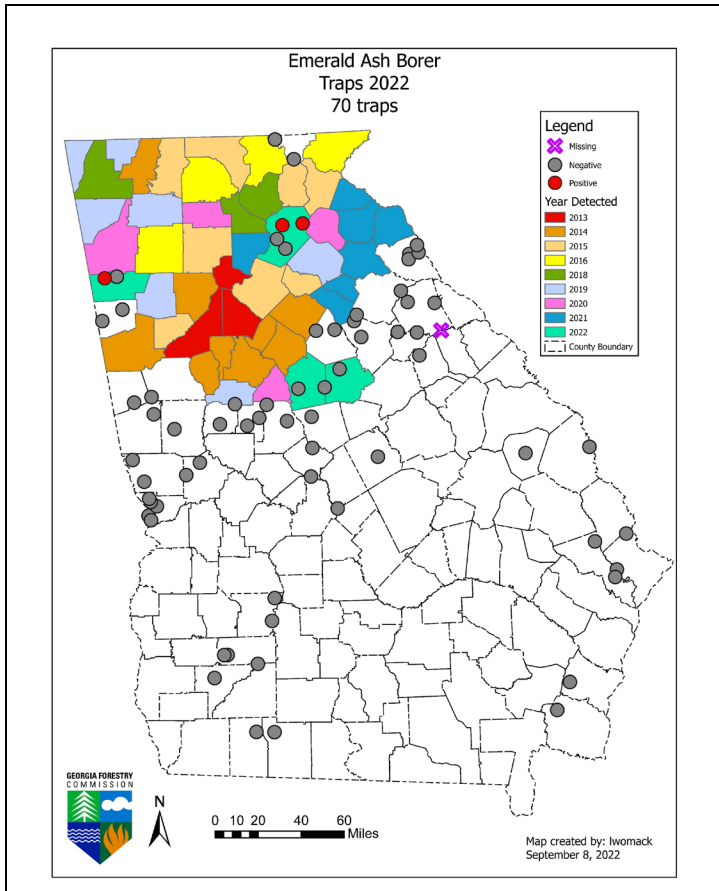 Emerald Ash Borer
Traps 2022
70 traps
Legend
Missing
Negative
Positive
Year Detected
2013
2014
2015
2016
2018
2019
2020
2021
2022
County Boundary
GEORGIA FORESTRY
COMMISSION
N
0 10 20 40 60
Miles
Map created by: lwomack
September 8, 2022